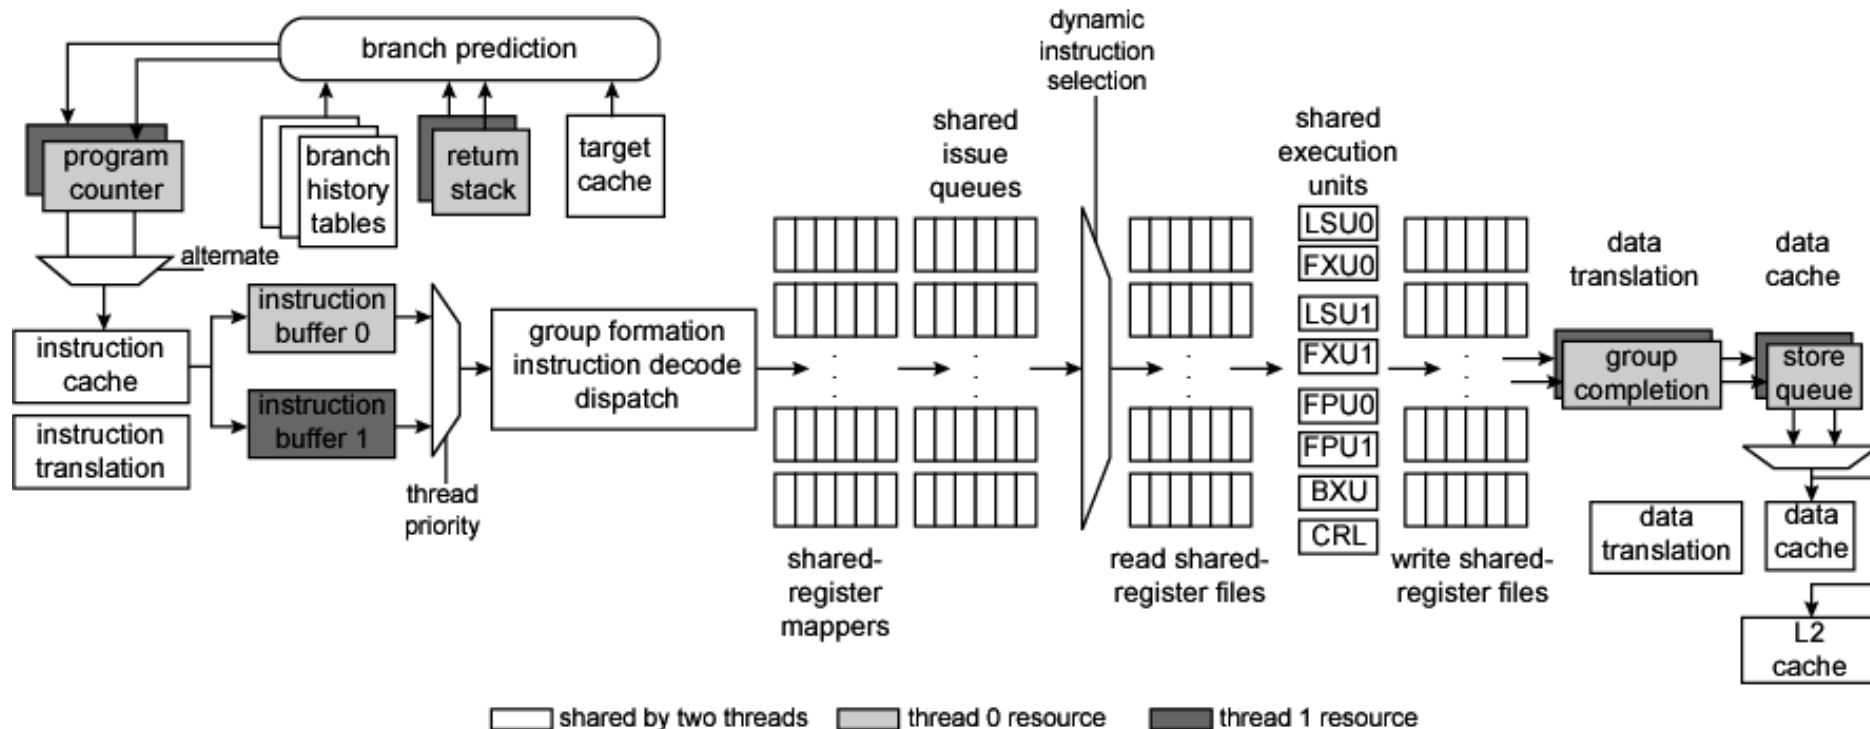 branch prediction
dynamic
instruction
selection
program
counter
branch
history
tables
return
stack
target
cache
shared
issue
queues
shared
execution
units
alternate
instruction
buffer 0
instruction
cache
instruction
buffer 1
instruction
translation
thread
priority
group formation
instruction decode
dispatch
LSU0
FXU0
LSU1
FXU1
FPU0
FPU1
BXU
CRL
data
translation
data
cache
group
completion
store
queue
data
translation
data
cache
L2
cache
shared-
register
mappers
read shared-
register files
write shared-
register files
shared by two threads
thread 0 resource
thread 1 resource